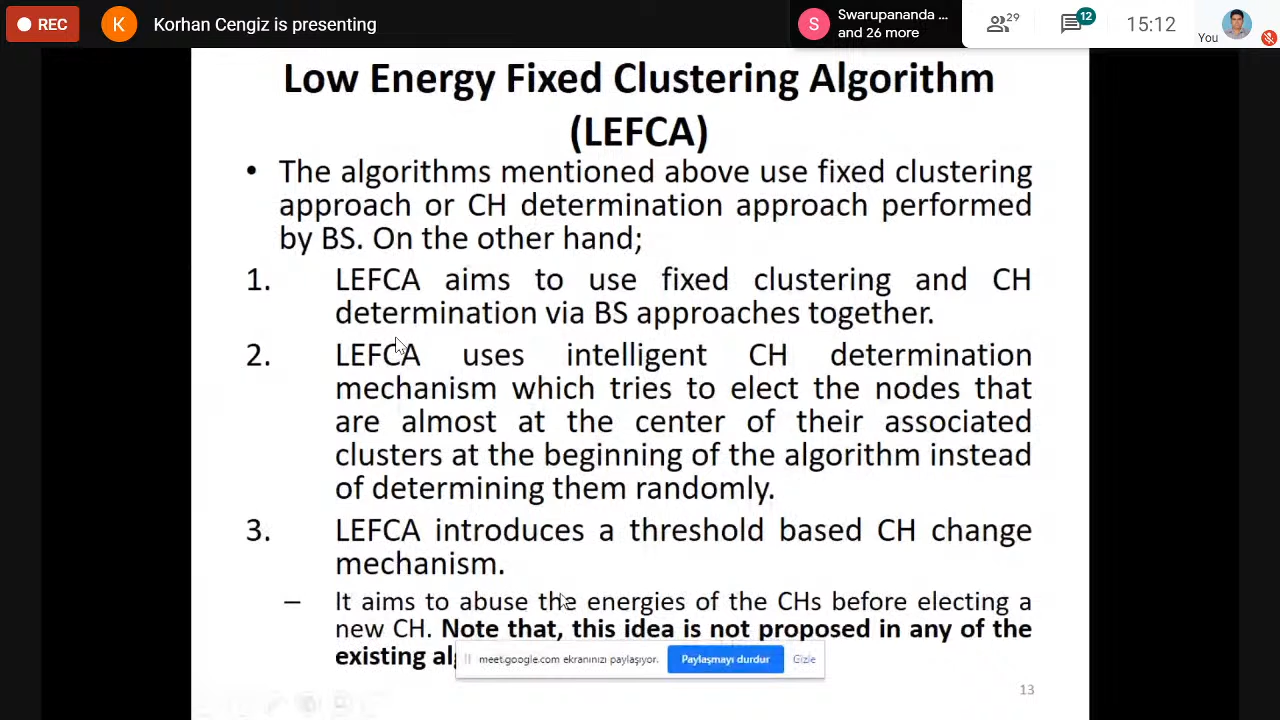 REC
K
Korhan Cengiz is presenting
S
Swarupananda ...
and 26 more
29
12
15:12
You
Low Energy Fixed Clustering Algorithm
(LEFCA)
• The algorithms mentioned above use fixed clustering
approach or CH determination approach performed
by BS. On the other hand;
1. LEFCA aims to use fixed clustering and CH
determination via BS approaches together.
2. LEFCA uses intelligent CH determination
mechanism which tries to elect the nodes that
are almost at the center of their associated
clusters at the beginning of the algorithm instead
of determining them randomly.
3. LEFCA introduces a threshold based CH change
mechanism.
– It aims to abuse the energies of the CHs before electing a
new CH. Note that, this idea is not proposed in any of the
existing
meet.google.com ekranınızı paylaşıyor.
Paylaşmayı durdur
Gizle
13